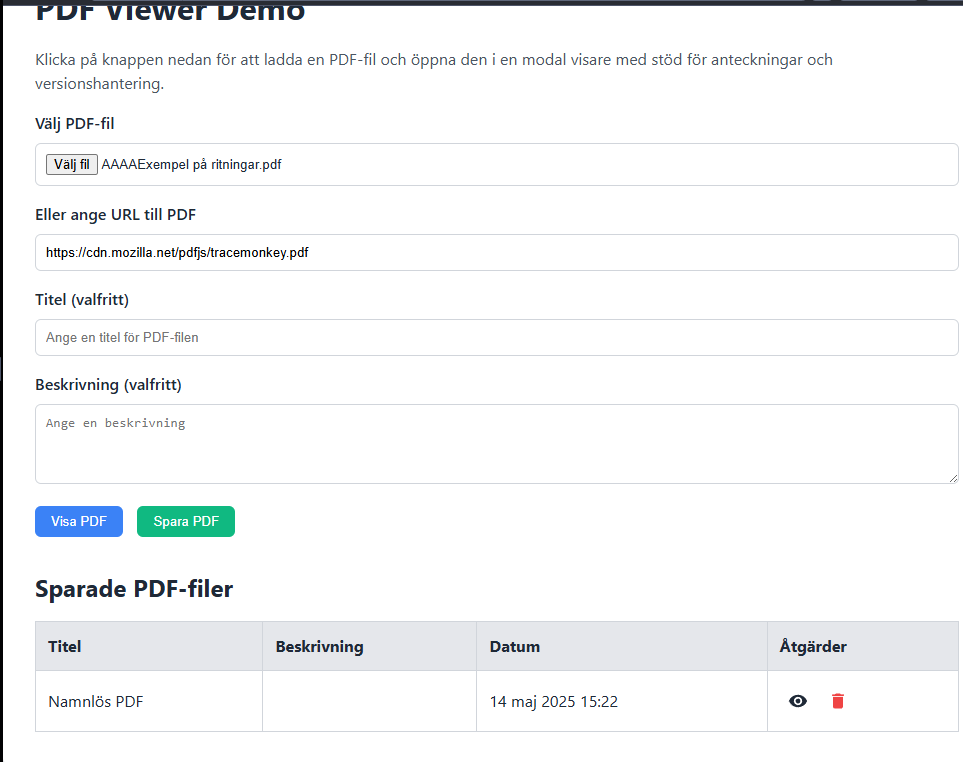 PDF Viewer Demo
Klicka på knappen nedan för att ladda en PDF-fil och öppna den i en modal visare med stöd för anteckningar och
versionshantering.
Välj PDF-fil
Välj fil AAAAExempel på ritningar.pdf
Eller ange URL till PDF
https://cdn.mozilla.net/pdfjs/tracemonkey.pdf
Titel (valfritt)
Ange en titel för PDF-filen
Beskrivning (valfritt)
Ange en beskrivning
Visa PDF Spara PDF
Sparade PDF-filer
Titel Beskrivning Datum Åtgärder
Namnlös PDF 14 maj 2025 15:22